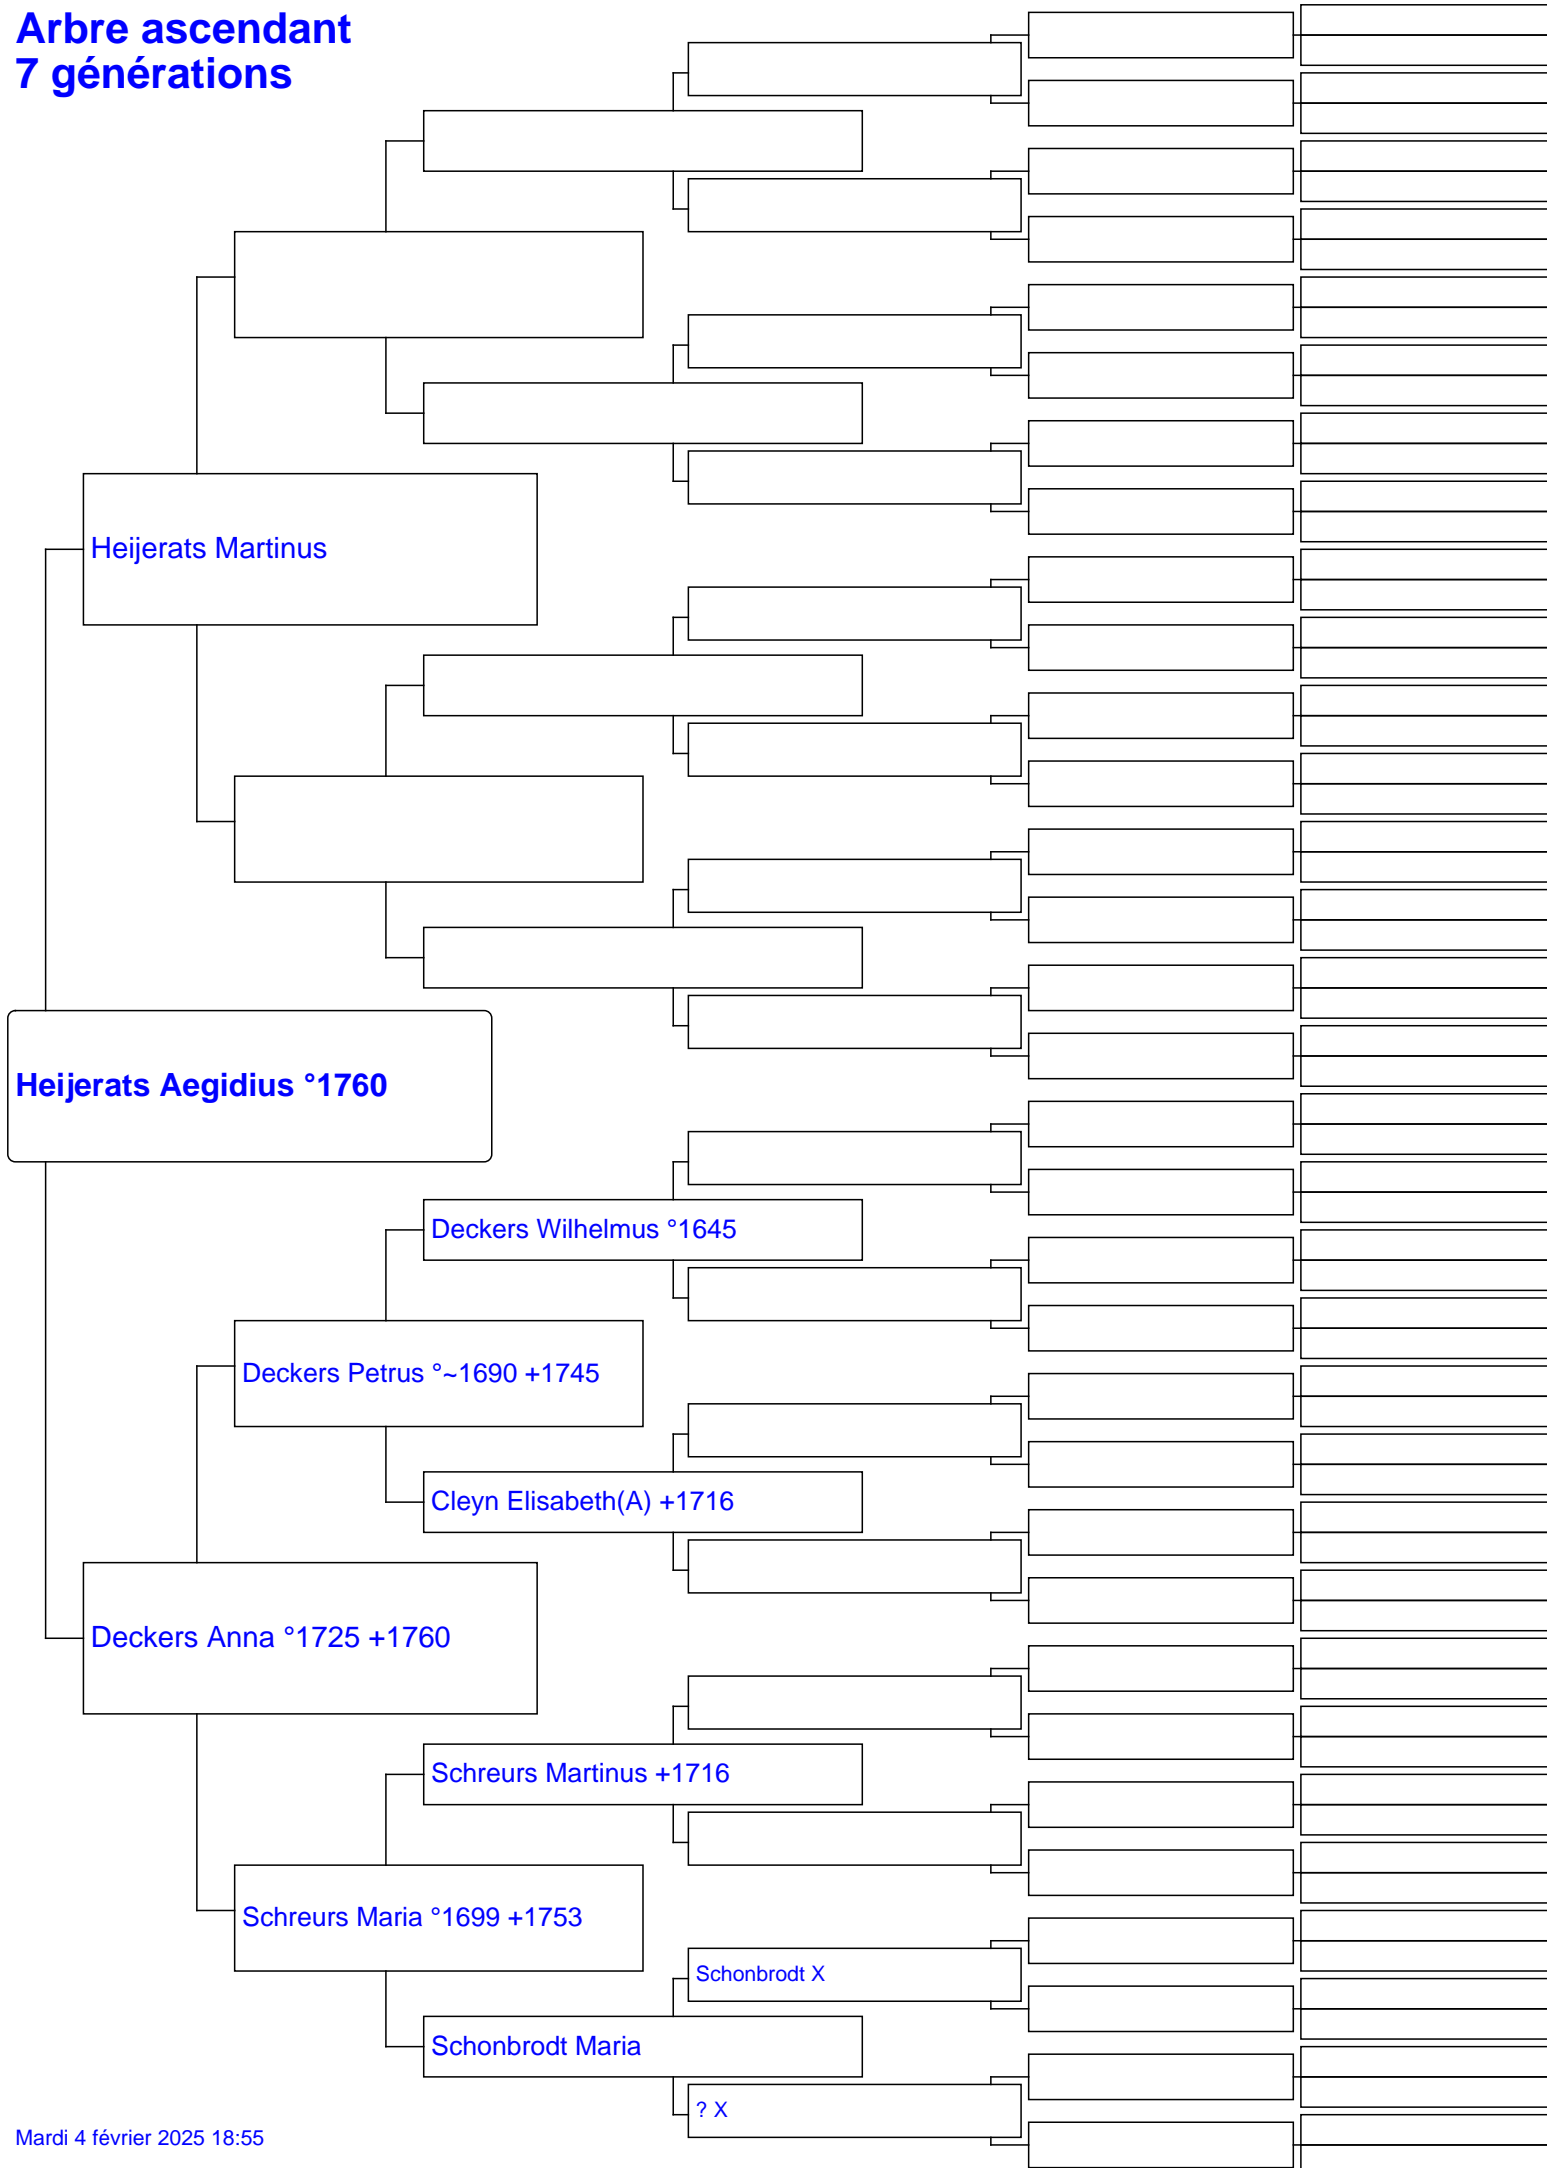 Arbre ascendant
7 générations
Heijerats Martinus
Heijerats Aegidius °1760
Deckers Wilhelmus °1645
Deckers Petrus °~1690 +1745
Cleyn Elisabeth(A) +1716
Deckers Anna °1725 +1760
Schreurs Martinus +1716
Schreurs Maria °1699 +1753
Schonbrodt X
Schonbrodt Maria
? X
Mardi 4 février 2025 18:55